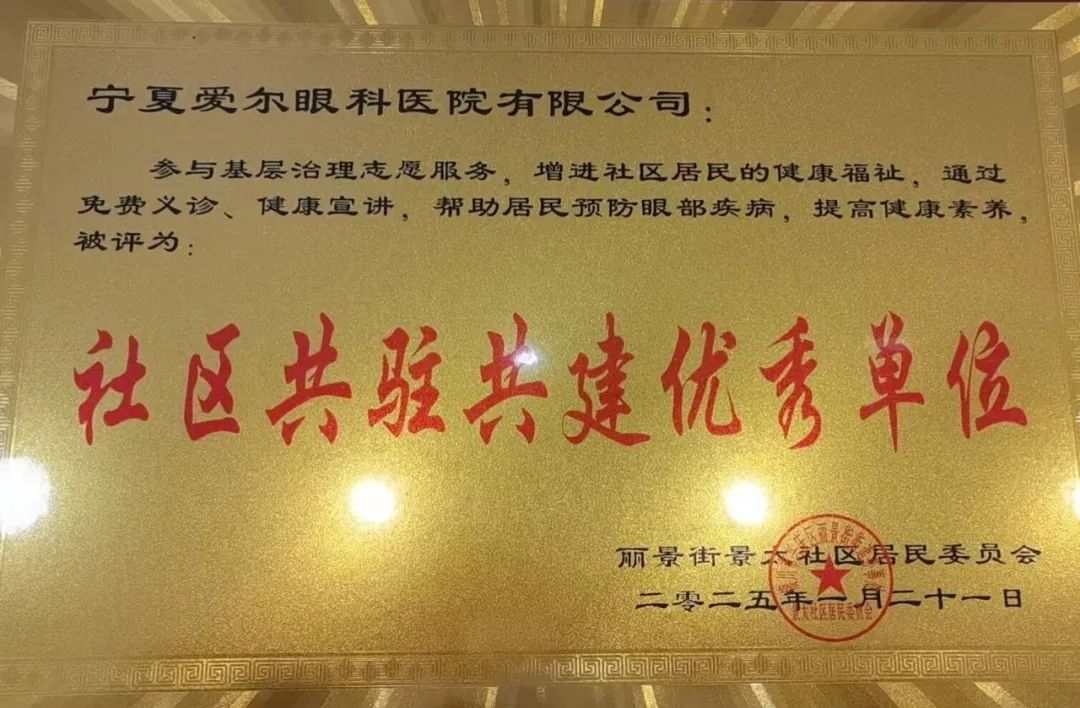 宁夏爱尔眼科医院有限公司：
参与基层治理志愿服务，增进社区居民的健康福祉，通过
免费义诊、健康宣讲，帮助居民预防眼部疾病，提高健康素养，
被评为：
社区共驻共建优秀单位
丽景街景太社区居民委员会
二零二五年一月二十一日